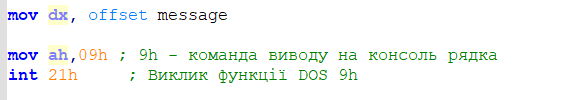 mov dx, offset message
mov ah,09h ; 9h - команда виводу на консоль рядка
int 21h ; Виклик функції DOS 9h